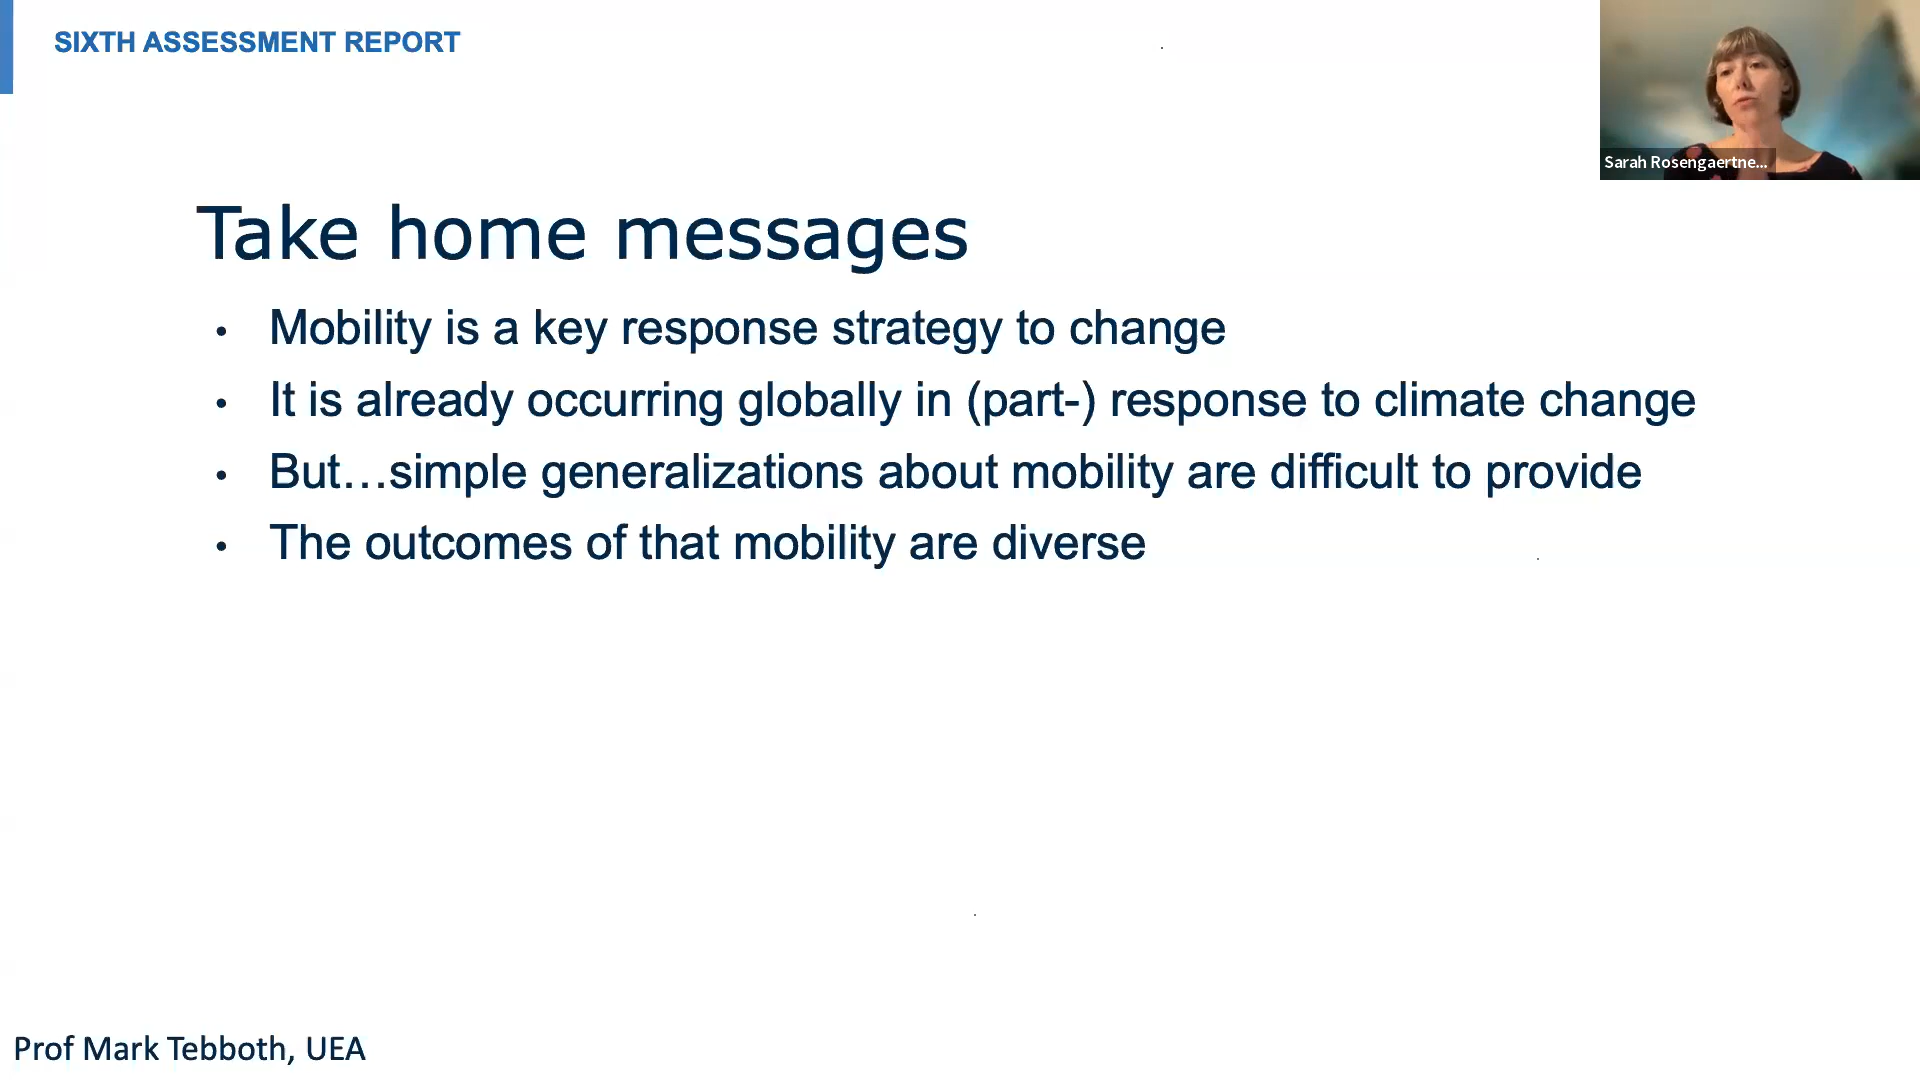 SIXTH ASSESSMENT REPORT
Sarah Rosengaertne...
Take home messages
• Mobility is a key response strategy to change
• It is already occurring globally in (part-) response to climate change
• But…simple generalizations about mobility are difficult to provide
• The outcomes of that mobility are diverse
Prof Mark Tebboth, UEA